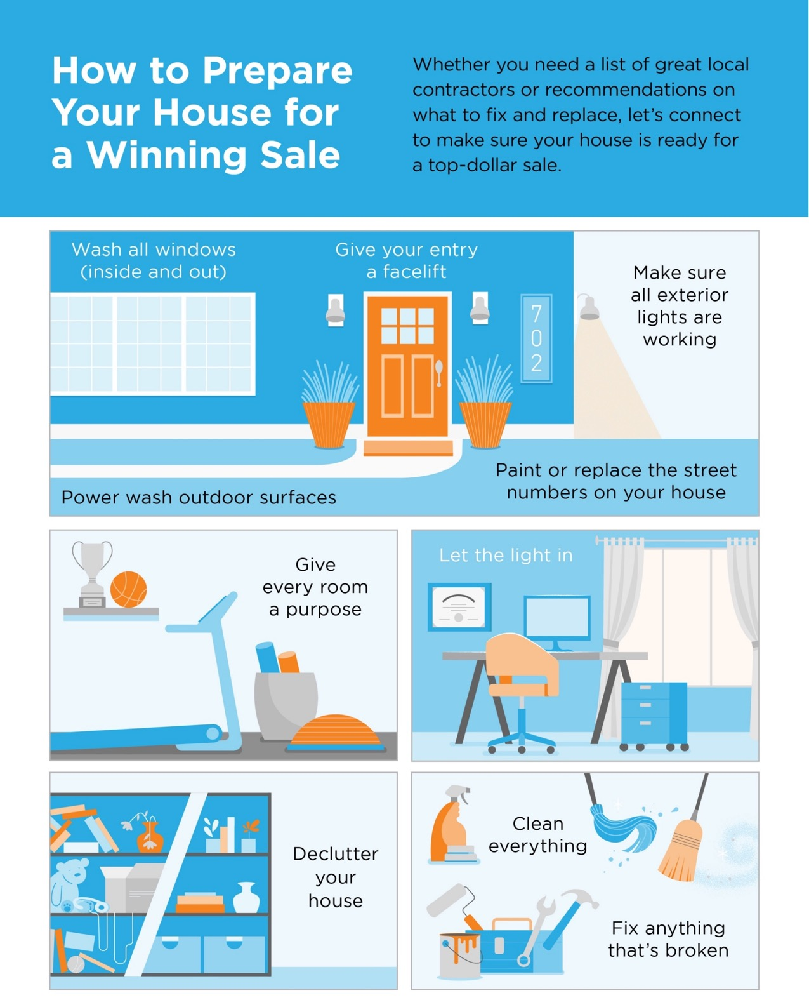 How to Prepare
Your House for
a Winning Sale
Whether you need a list of great local
contractors or recommendations on
what to fix and replace, let's connect
to make sure your house is ready for
a top-dollar sale.
Wash all windows
(inside and out)
Give your entry
a facelift
Make sure
all exterior
lights are
working
7
0
2
Paint or replace the street
numbers on your house
Power wash outdoor surfaces
Give
every room
a purpose
Let the light in
Declutter
your
house
Clean
everything
Fix anything
that's broken